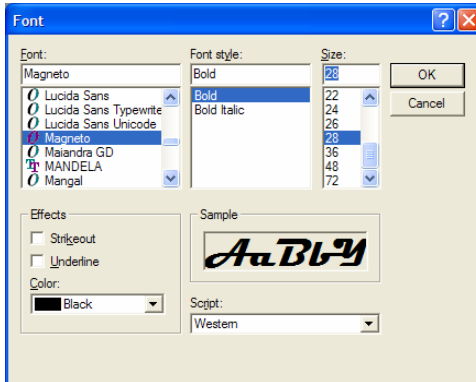 Font
Font: Font style: Size:
Magneto Bold 28
Lucida Sans Bold 22
Lucida Sans Typewrite Bold Italic 24
Lucida Sans Unicode 26
Magneto 28
Maiandra GD 36
MANDELA 48
Mangal 72
OK
Cancel
Effects
Strikeout
Underline
Color:
Black
Sample
AaBbY
Script:
Western